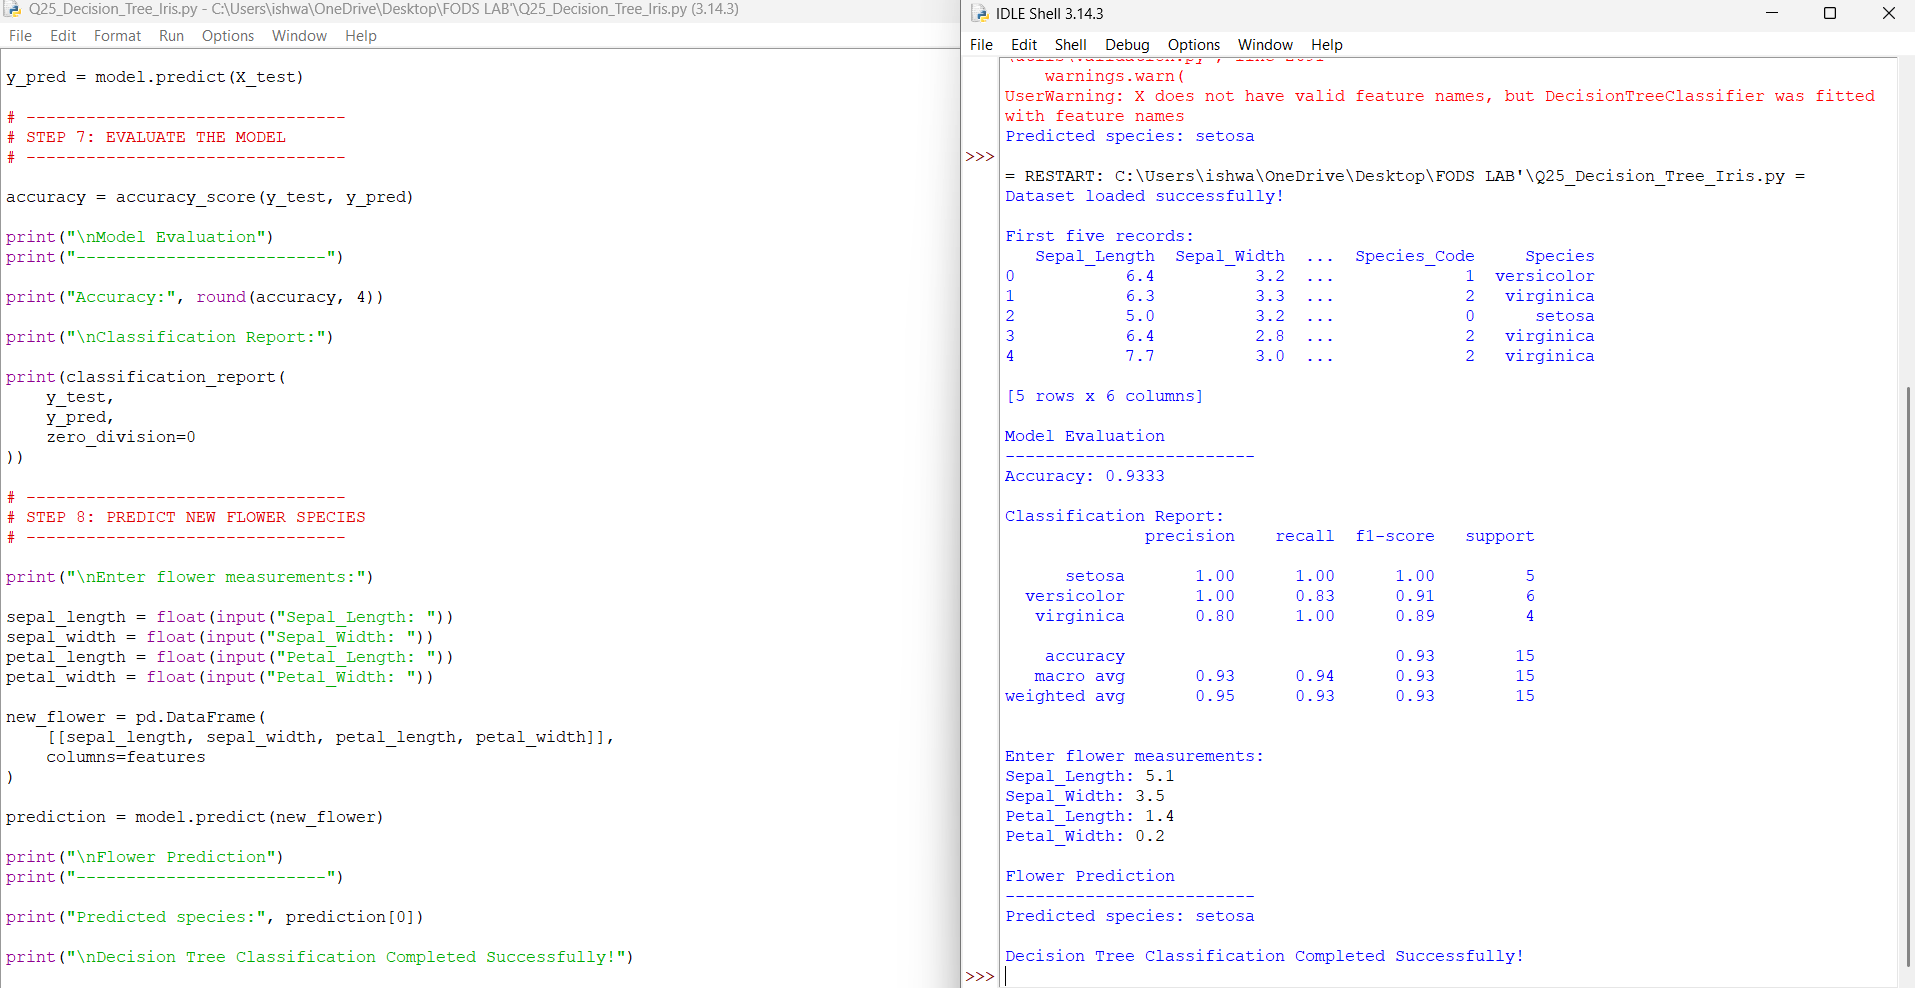 Q25_Decision_Tree_Iris.py - C:\Users\ishwa\OneDrive\Desktop\FODS LAB'\Q25_Decision_Tree_Iris.py (3.14.3)
File Edit Format Run Options Window Help
y_pred = model.predict(X_test)
# --------------------------------
# STEP 7: EVALUATE THE MODEL
# --------------------------------
accuracy = accuracy_score(y_test, y_pred)
print("\nModel Evaluation")
print("-------------------------")
print("Accuracy:", round(accuracy, 4))
print("\nClassification Report:")
print(classification_report(
    y_test,
    y_pred,
    zero_division=0
))
# --------------------------------
# STEP 8: PREDICT NEW FLOWER SPECIES
# --------------------------------
print("\nEnter flower measurements:")
sepal_length = float(input("Sepal_Length: "))
sepal_width = float(input("Sepal_Width: "))
petal_length = float(input("Petal_Length: "))
petal_width = float(input("Petal_Width: "))
new_flower = pd.DataFrame(
    [[sepal_length, sepal_width, petal_length, petal_width]],
    columns=features
)
prediction = model.predict(new_flower)
print("\nFlower Prediction")
print("-------------------------")
print("Predicted species:", prediction[0])
print("\nDecision Tree Classification Completed Successfully!")
IDLE Shell 3.14.3
File Edit Shell Debug Options Window Help
    warnings.warn(
UserWarning: X does not have valid feature names, but DecisionTreeClassifier was fitted
with feature names
Predicted species: setosa
>>>
= RESTART: C:\Users\ishwa\OneDrive\Desktop\FODS LAB'\Q25_Decision_Tree_Iris.py =
Dataset loaded successfully!
First five records:
   Sepal_Length  Sepal_Width  ...  Species_Code     Species
0           6.4          3.2  ...             1  versicolor
1           6.3          3.3  ...             2   virginica
2           5.0          3.2  ...             0      setosa
3           6.4          2.8  ...             2   virginica
4           7.7          3.0  ...             2   virginica
[5 rows x 6 columns]
Model Evaluation
-------------------------
Accuracy: 0.9333
Classification Report:
              precision    recall  f1-score   support
      setosa       1.00      1.00      1.00         5
  versicolor       1.00      0.83      0.91         6
   virginica       0.80      1.00      0.89         4
    accuracy                           0.93        15
   macro avg       0.93      0.94      0.93        15
weighted avg       0.95      0.93      0.93        15
Enter flower measurements:
Sepal_Length: 5.1
Sepal_Width: 3.5
Petal_Length: 1.4
Petal_Width: 0.2
Flower Prediction
-------------------------
Predicted species: setosa
Decision Tree Classification Completed Successfully!
>>>